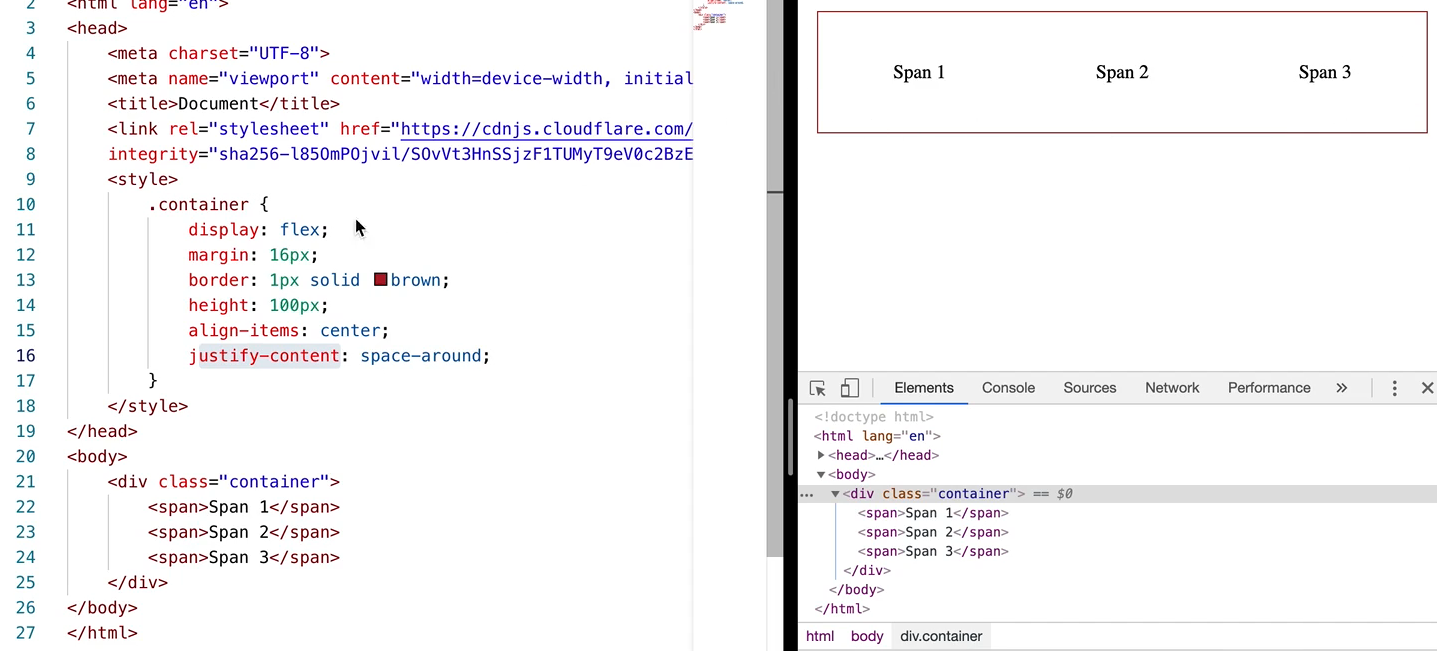 2 <html lang="en">
3 <head>
4 <meta charset="UTF-8">
5 <meta name="viewport" content="width=device-width, initial
6 <title>Document</title>
7 <link rel="stylesheet" href="https://cdnjs.cloudflare.com/
8 integrity="sha256-l85OmPOjvil/SOvVt3HnSSjzF1TUMyT9eV0c2BzE
9 <style>
10 .container {
11 display: flex;
12 margin: 16px;
13 border: 1px solid brown;
14 height: 100px;
15 align-items: center;
16 justify-content: space-around;
17 }
18 </style>
19 </head>
20 <body>
21 <div class="container">
22 <span>Span 1</span>
23 <span>Span 2</span>
24 <span>Span 3</span>
25 </div>
26 </body>
27 </html>
Span 1 Span 2 Span 3
Elements Console Sources Network Performance »
<!doctype html>
<html lang="en">
<head>…</head>
<body>
<div class="container"> == $0
<span>Span 1</span>
<span>Span 2</span>
<span>Span 3</span>
</div>
</body>
</html>
html body div.container